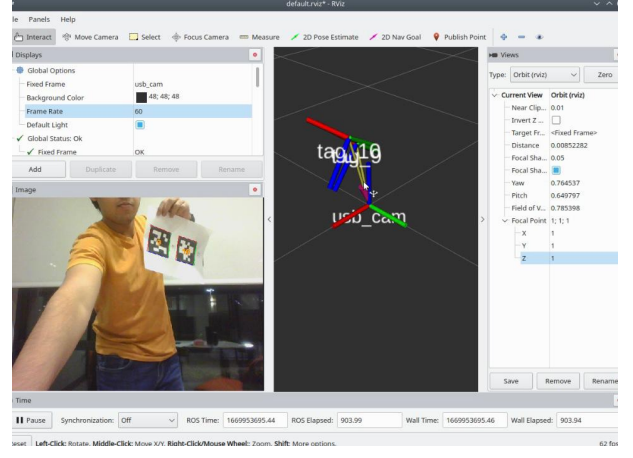 default.rviz* - RViz
Panels Help
Interact Move Camera Select Focus Camera Measure 2D Pose Estimate 2D Nav Goal Publish Point
Displays
Global Options
Fixed Frame usb_cam
Background Color 48; 48; 48
Frame Rate 60
Default Light
Global Status: Ok
Fixed Frame OK
Add Duplicate Remove Rename
Image
usb_cam
Views
Type: Orbit (rviz) Zero
Current View Orbit (rviz)
Near Clip... 0.01
Invert Z ...
Target Fr... <Fixed Frame>
Distance 0.00852282
Focal Sha... 0.05
Focal Sha...
Yaw 0.764537
Pitch 0.649797
Field of V... 0.785398
Focal Point 1; 1; 1
X 1
Y 1
Z 1
Save Remove Rename
Time
Pause Synchronization: Off ROS Time: 1669953695.44 ROS Elapsed: 903.99 Wall Time: 1669953695.46 Wall Elapsed: 903.94
Left-Click: Rotate. Middle-Click: Move X/Y. Right-Click/Mouse Wheel:: Zoom. Shift: More options.